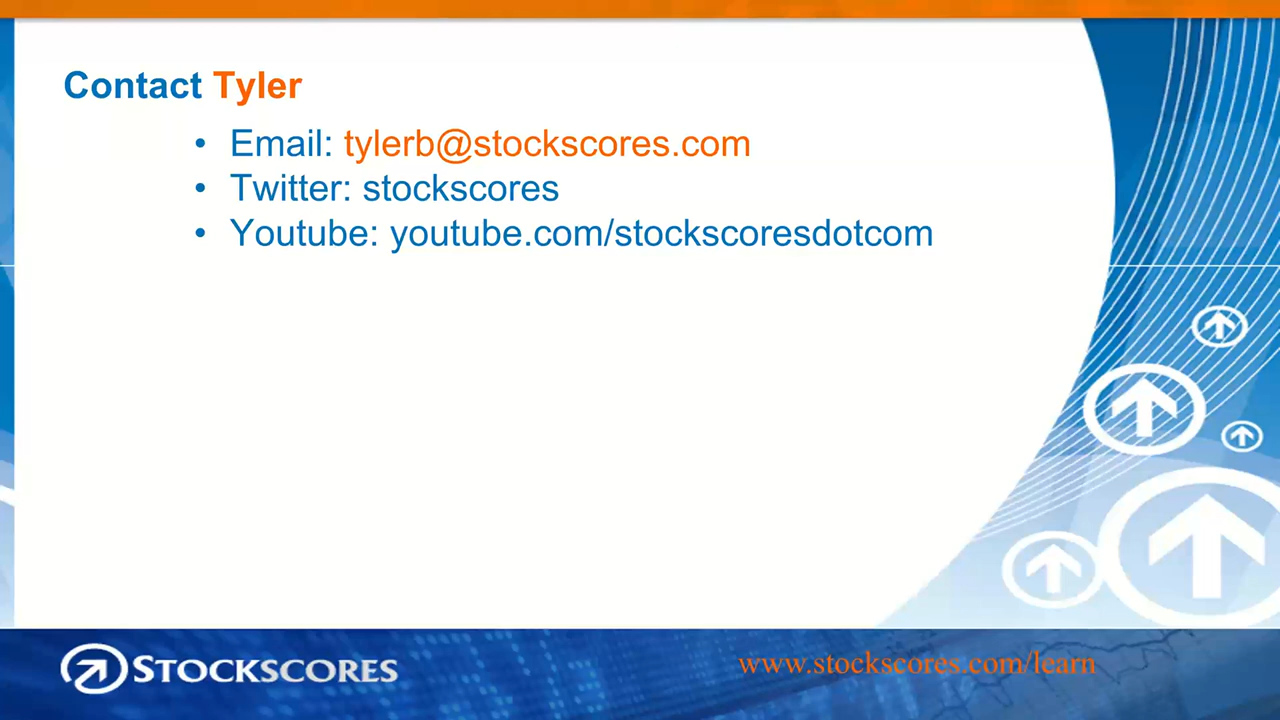 Contact Tyler
• Email: tylerb@stockscores.com
• Twitter: stockscores
• Youtube: youtube.com/stockscoresdotcom
STOCKSCORES
www.stockscores.com/learn